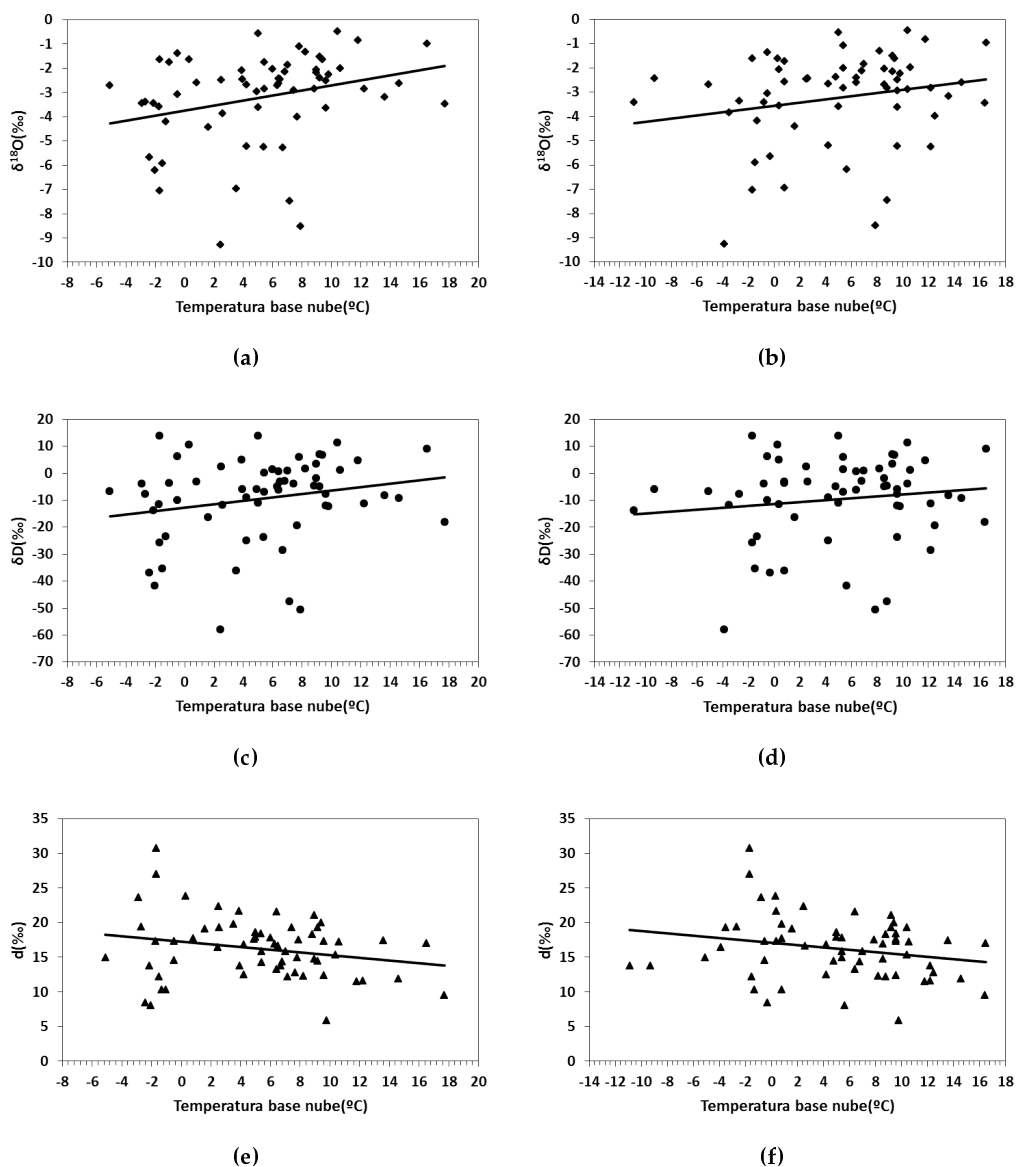 0
-1
-2
-3
-4
-5
-6
-7
-8
-9
-10
δ¹⁸O(‰)
-8 -6 -4 -2 0 2 4 6 8 10 12 14 16 18 20
Temperatura base nube(ºC)
(a)
0
-1
-2
-3
-4
-5
-6
-7
-8
-9
-10
δ¹⁸O(‰)
-14 -12 -10 -8 -6 -4 -2 0 2 4 6 8 10 12 14 16 18
Temperatura base nube(ºC)
(b)
20
10
0
-10
-20
-30
-40
-50
-60
-70
δD(‰)
-8 -6 -4 -2 0 2 4 6 8 10 12 14 16 18 20
Temperatura base nube(ºC)
(c)
20
10
0
-10
-20
-30
-40
-50
-60
-70
δD(‰)
-14 -12 -10 -8 -6 -4 -2 0 2 4 6 8 10 12 14 16 18
Temperatura base nube(ºC)
(d)
35
30
25
20
15
10
5
0
d(‰)
-8 -6 -4 -2 0 2 4 6 8 10 12 14 16 18 20
Temperatura base nube(ºC)
(e)
35
30
25
20
15
10
5
0
d(‰)
-14 -12 -10 -8 -6 -4 -2 0 2 4 6 8 10 12 14 16 18
Temperatura base nube(ºC)
(f)